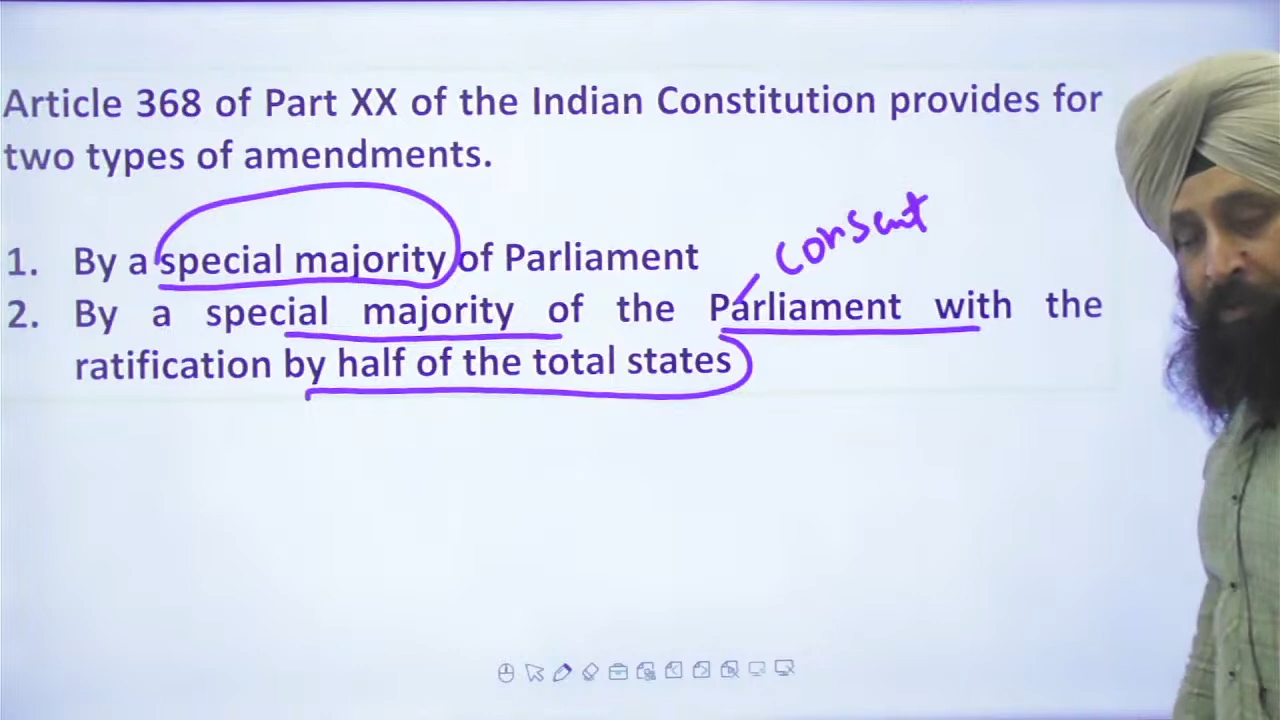 Article 368 of Part XX of the Indian Constitution provides for
two types of amendments.
1. By a special majority of Parliament
consent
2. By a special majority of the Parliament with the
ratification by half of the total states